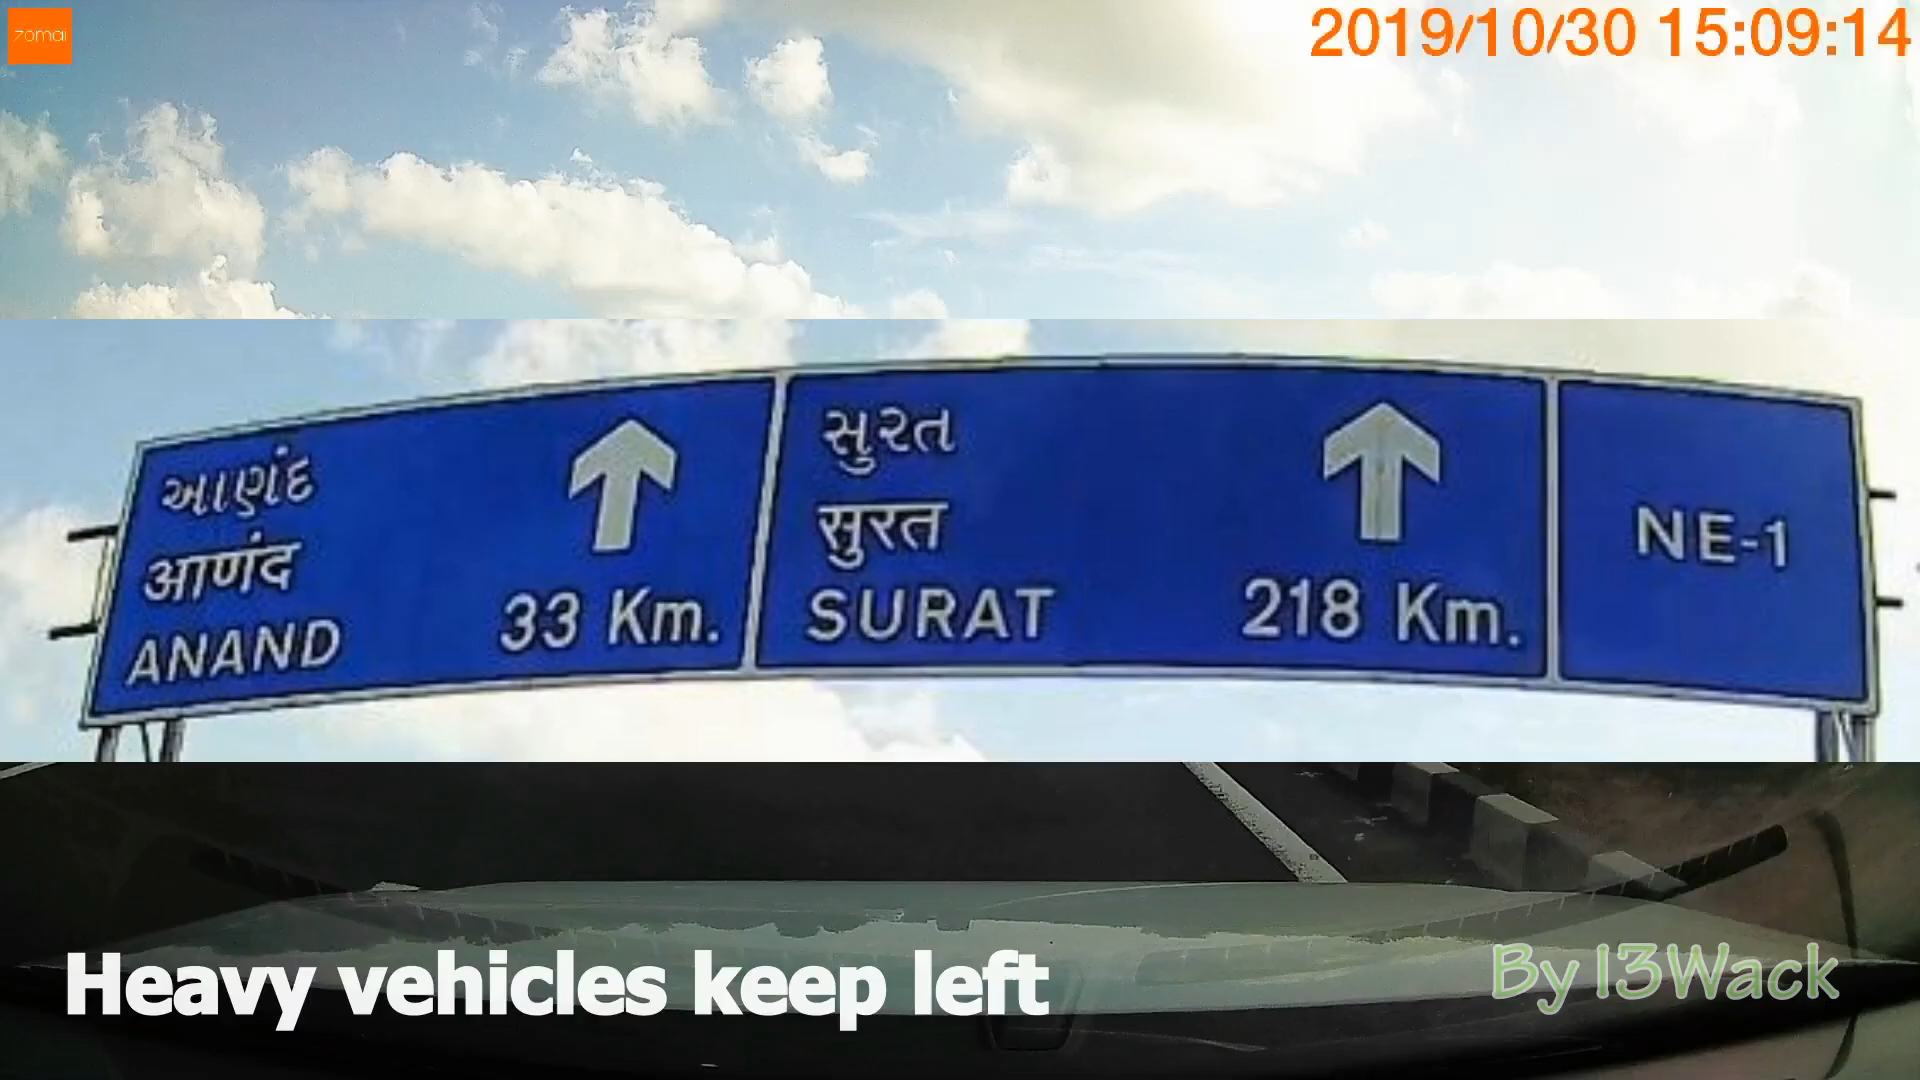 70mai
2019/10/30 15:09:14
આણંદ
आणंद
ANAND
33 Km.
સુરત
सुरत
SURAT
218 Km.
NE-1
Heavy vehicles keep left
By I3Wack